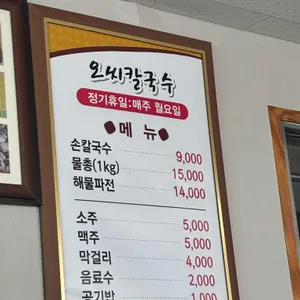 오씨칼국수
정기휴일:매주 월요일
메뉴
손칼국수 9,000
물총(1kg) 15,000
해물파전 14,000
소주 5,000
맥주 5,000
막걸리 4,000
음료수 2,000
공기밥 1,000